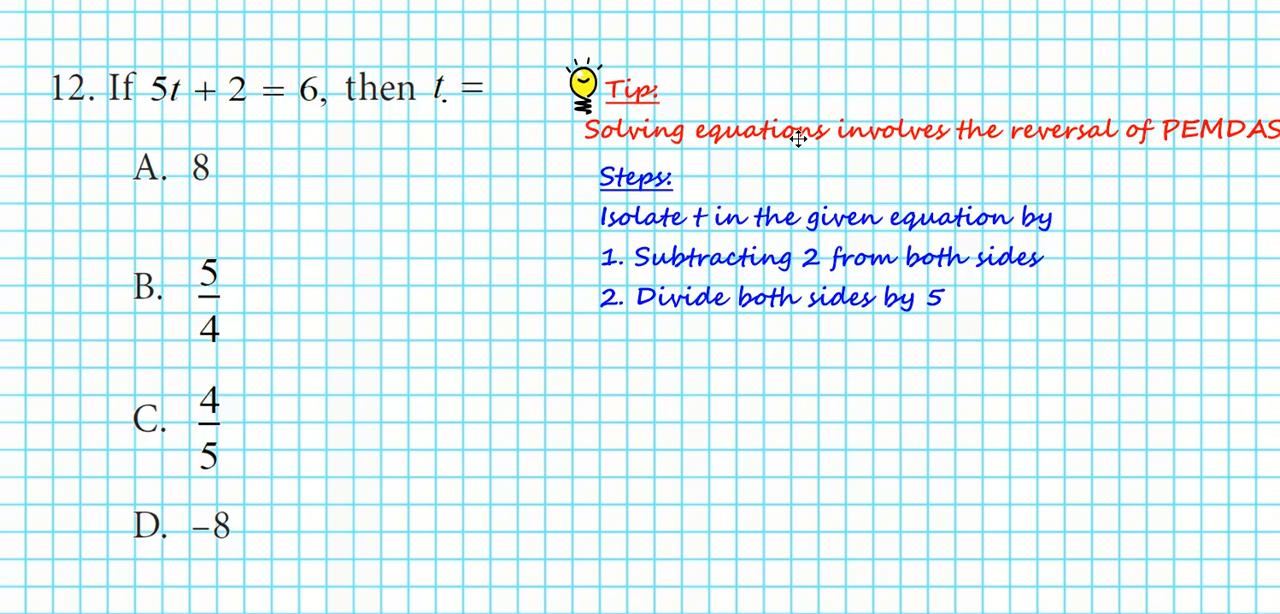 12. If 5t + 2 = 6, then t. =
A. 8
B. 5/4
C. 4/5
D. –8
Tip:
Solving equations involves the reversal of PEMDAS
Steps:
Isolate t in the given equation by
1. Subtracting 2 from both sides
2. Divide both sides by 5